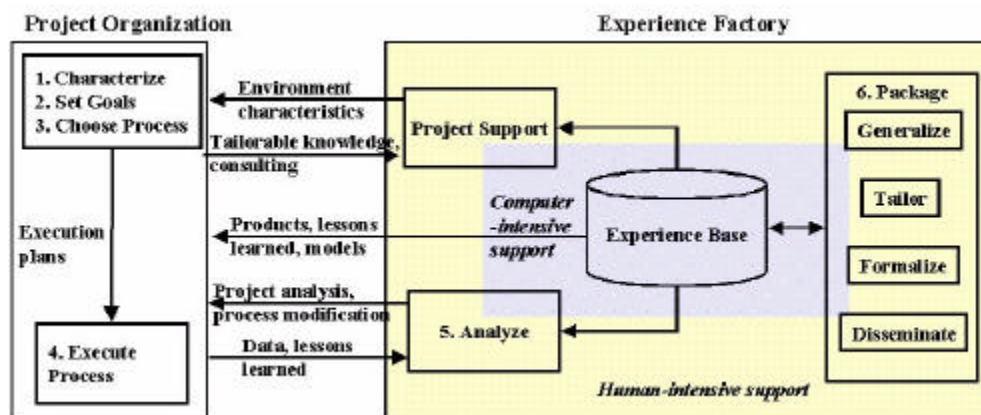 Project Organization
Experience Factory
1. Characterize
2. Set Goals
3. Choose Process
Environment
characteristics
Tailorable knowledge,
consulting
Project Support
6. Package
Generalize
Tailor
Formalize
Disseminate
Computer
-intensive
support
Experience Base
Products, lessons
learned, models
Execution
plans
Project analysis,
process modification
5. Analyze
4. Execute
Process
Data, lessons
learned
Human-intensive support